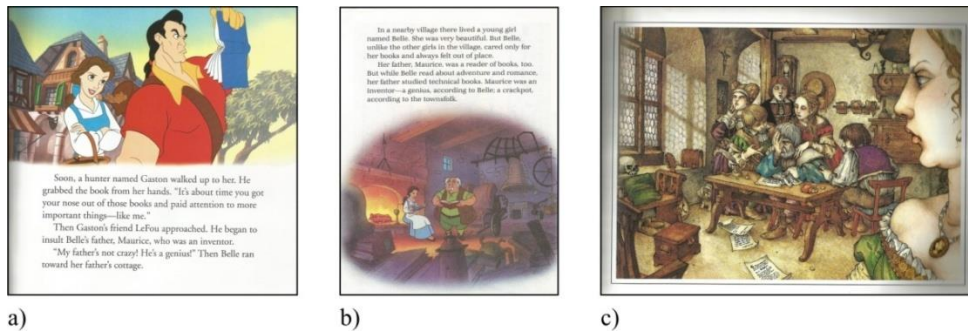 Soon, a hunter named Gaston walked up to her. He
grabbed the book from her hands. "It's about time you got
your nose out of those books and paid attention to more
important things—like me."
Then Gaston's friend LeFou approached. He began to
insult Belle's father, Maurice, who was an inventor.
"My father's not crazy! He's a genius!" Then Belle ran
toward her father's cottage.
In a nearby village there lived a young girl
named Belle. She was very beautiful. But Belle,
unlike the other girls in the village, cared only for
her books and always felt out of place.
Her father, Maurice, was a reader of books, too.
But while Belle read about adventure and romance,
her father studied technical books. Maurice was an
inventor—a genius, according to Belle; a crackpot,
according to the townsfolk.
a)
b)
c)